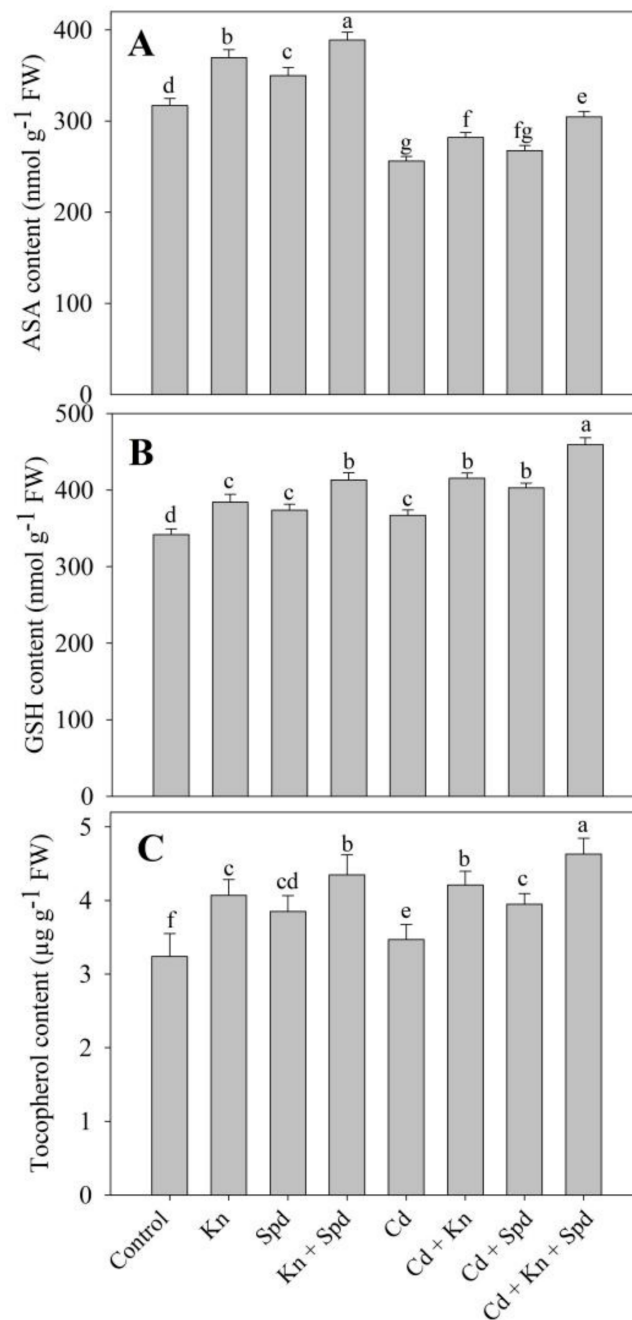 A
ASA content (nmol g-1 FW)
400
300
200
100
0
d
b
c
a
g
f
fg
e
B
GSH content (nmol g-1 FW)
500
400
300
200
100
0
d
c
c
b
c
b
b
a
C
Tocopherol content (µg g-1 FW)
5
4
3
2
1
0
f
c
cd
b
e
b
c
a
Control
Kn
Spd
Kn + Spd
Cd
Cd + Kn
Cd + Spd
Cd + Kn + Spd